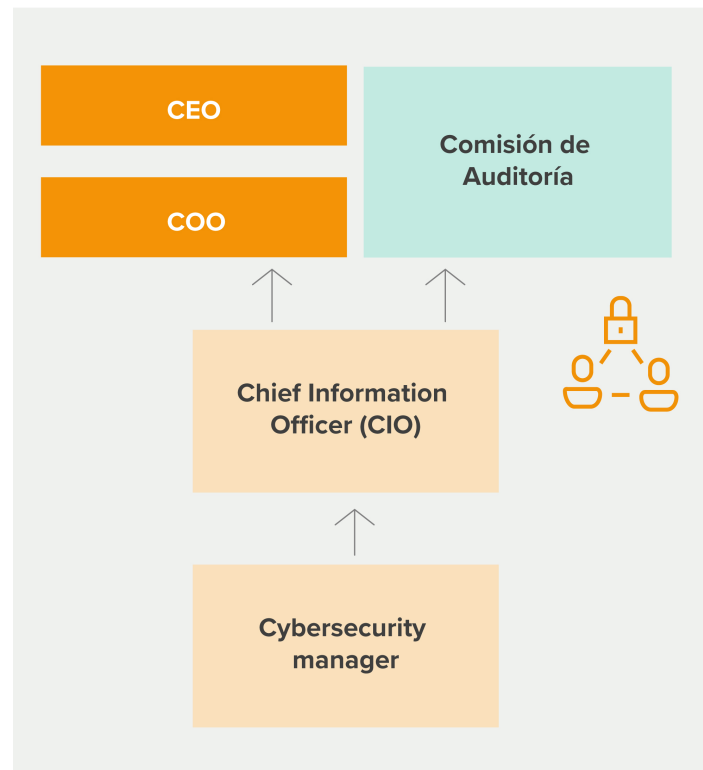 CEO
COO
Comisión de
Auditoría
Chief Information
Officer (CIO)
Cybersecurity
manager